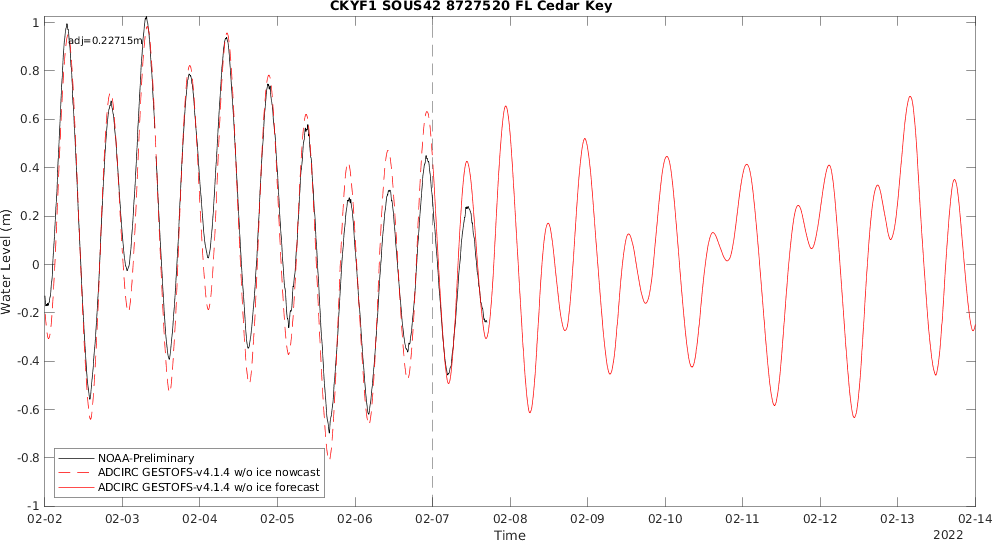 CKYF1 SOUS42 8727520 FL Cedar Key
adj=0.22715m
1
0.8
0.6
0.4
0.2
0
-0.2
-0.4
-0.6
-0.8
-1
Water Level (m)
NOAA-Preliminary
ADCIRC GESTOFS-v4.1.4 w/o ice nowcast
ADCIRC GESTOFS-v4.1.4 w/o ice forecast
02-02 02-03 02-04 02-05 02-06 02-07 02-08 02-09 02-10 02-11 02-12 02-13 02-14
Time
2022